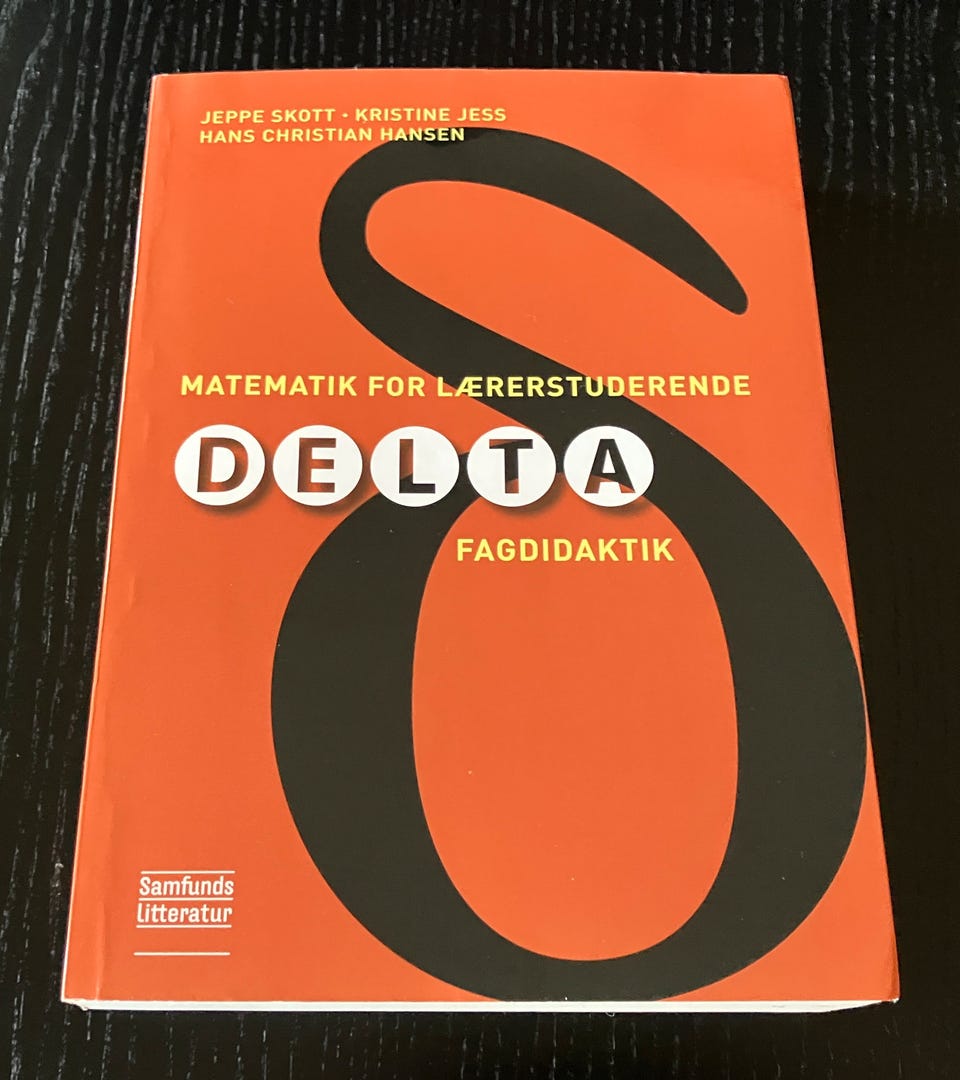 JEPPE SKOTT · KRISTINE JESS
HANS CHRISTIAN HANSEN
MATEMATIK FOR LÆRERSTUDERENDE
DELTA
FAGDIDAKTIK
Samfunds
litteratur